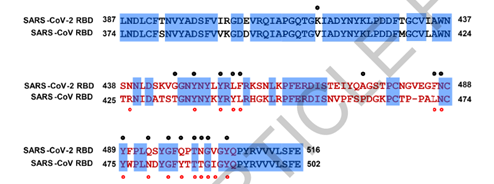 SARS-CoV-2 RBD 387 LNDLCFTNVYADSFVIRGDEVRQIAPGQTGKIADYNYKLPDDFTGCVIAWN 437
SARS-CoV RBD 374 LNDLCFSNVYADSFVVKGDDVRQIAPGQTGVIADYNYKLPDDFMGCVLAWN 424
SARS-CoV-2 RBD 438 SNNLDSKVGGNYNYLYRLFRKSNLKPFERDISTEIYQAGSTPCNGVEGFNC 488
SARS-CoV RBD 425 TRNIDATSTGNYNYKYRYLRHGKLRPFERDISNVPFSPDGKPCTP-PALNC 474
SARS-CoV-2 RBD 489 YFPLQSYGFQPTNGVGYQPYRVVVLSFE 516
SARS-CoV RBD 475 YWPLNDYGFYTTTGIGYQPYRVVVLSFE 502